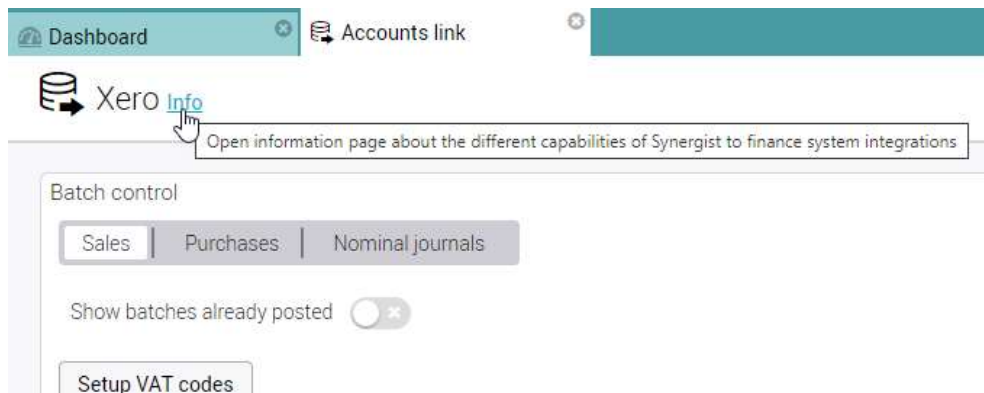 Dashboard
Accounts link
Xero Info
Open information page about the different capabilities of Synergist to finance system integrations
Batch control
Sales Purchases Nominal journals
Show batches already posted
Setup VAT codes